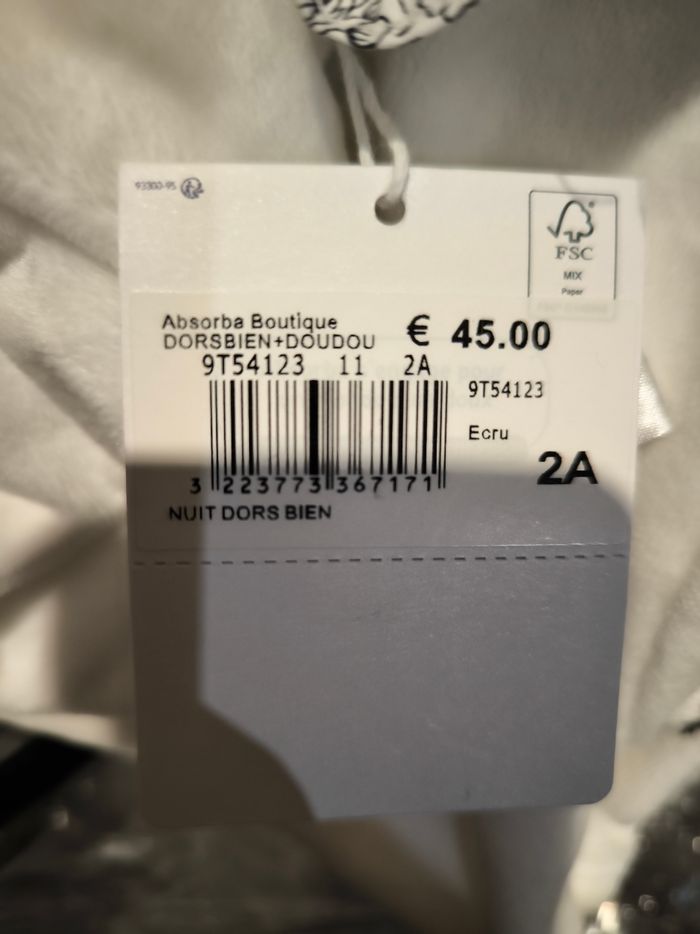 93300-95
FSC
MIX
Paper
Absorba Boutique
DORSBIEN+DOUDOU
€ 45.00
9T54123 11 2A
9T54123
Ecru
2A
3 223773 367171
NUIT DORS BIEN